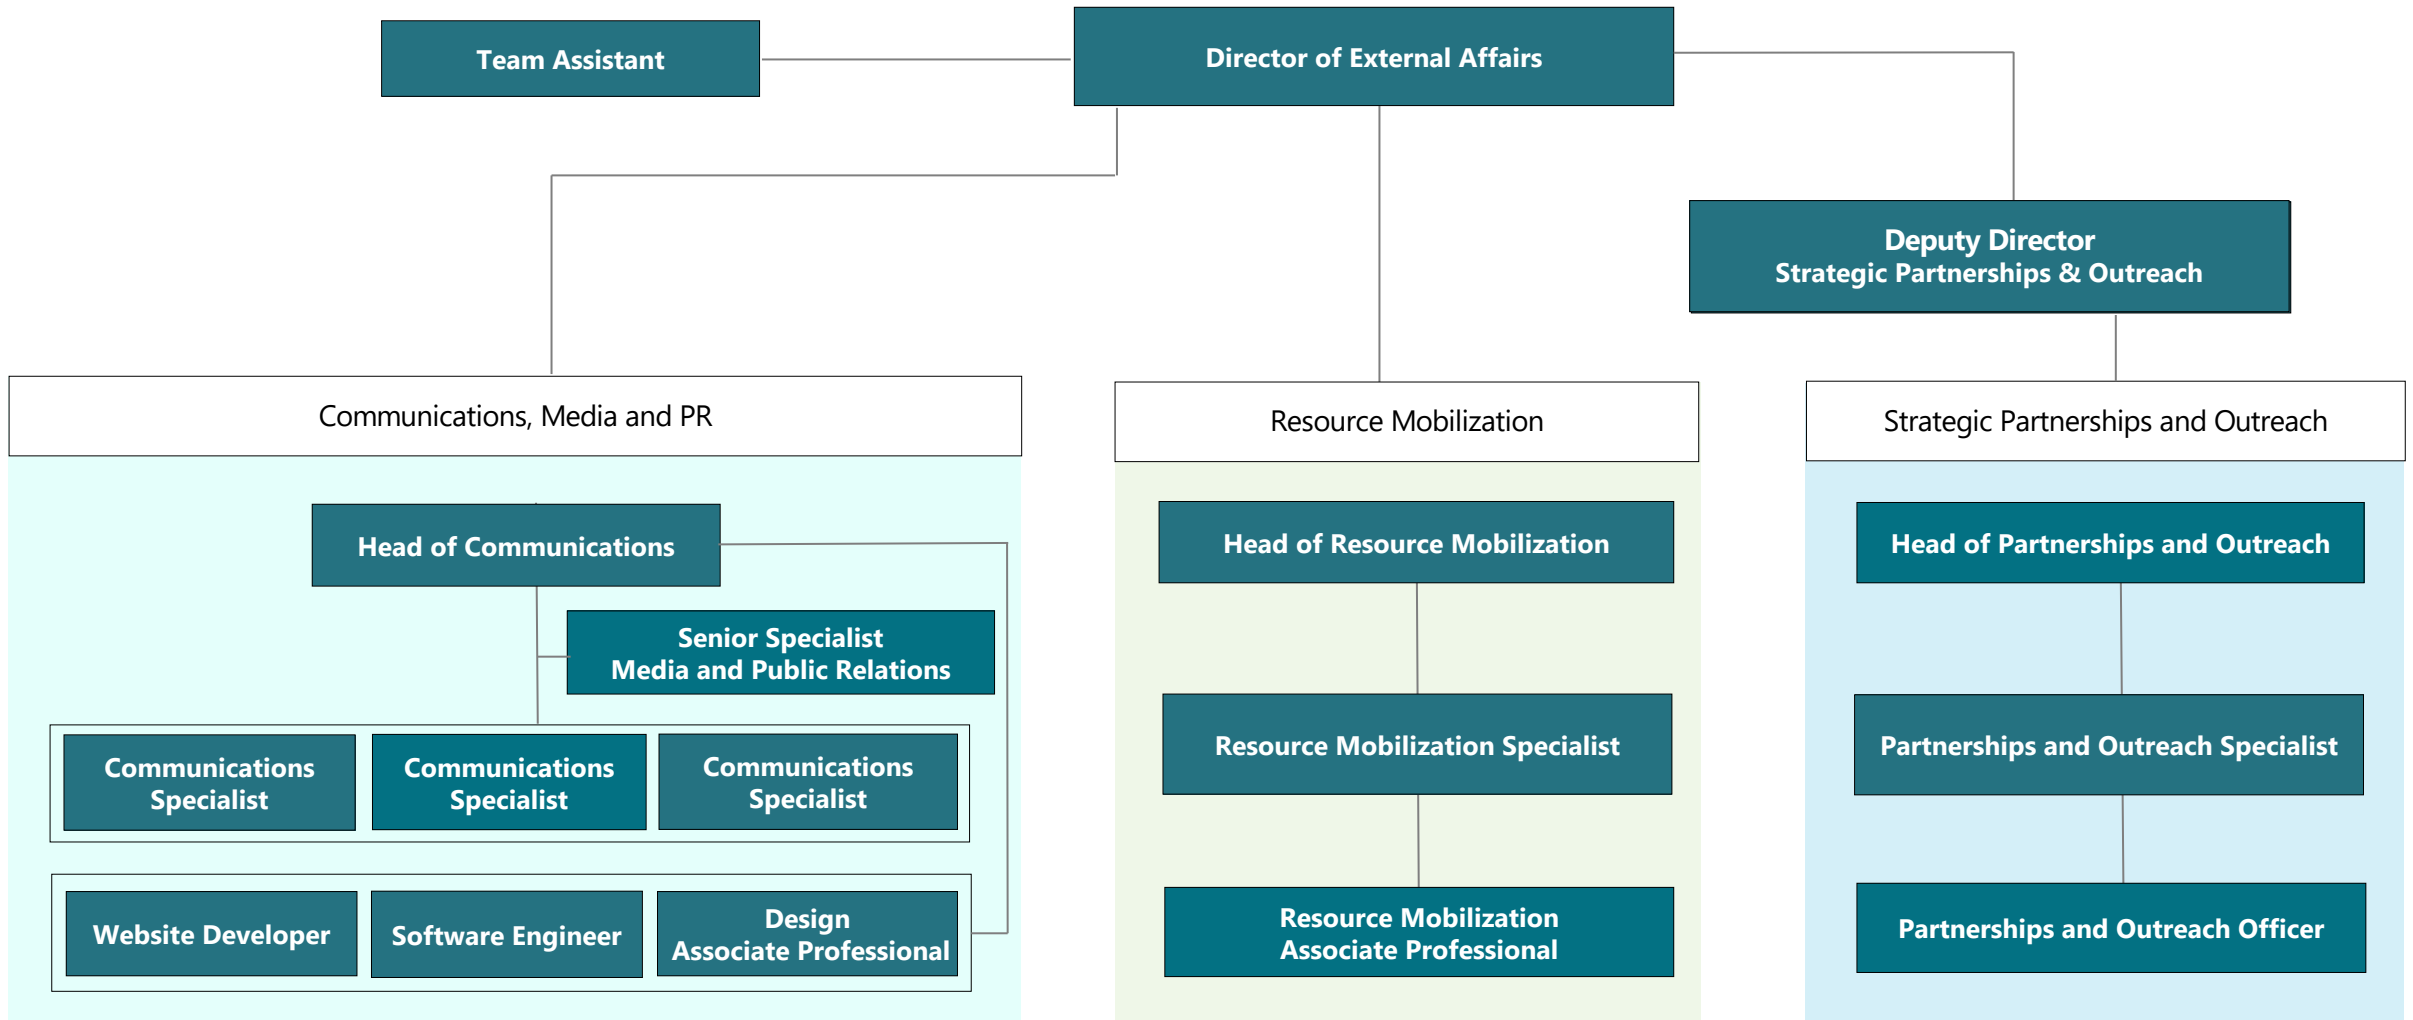 Team Assistant
Director of External Affairs
Deputy Director
Strategic Partnerships & Outreach
Communications, Media and PR
Head of Communications
Senior Specialist
Media and Public Relations
Communications
Specialist
Communications
Specialist
Communications
Specialist
Website Developer
Software Engineer
Design
Associate Professional
Resource Mobilization
Head of Resource Mobilization
Resource Mobilization Specialist
Resource Mobilization
Associate Professional
Strategic Partnerships and Outreach
Head of Partnerships and Outreach
Partnerships and Outreach Specialist
Partnerships and Outreach Officer